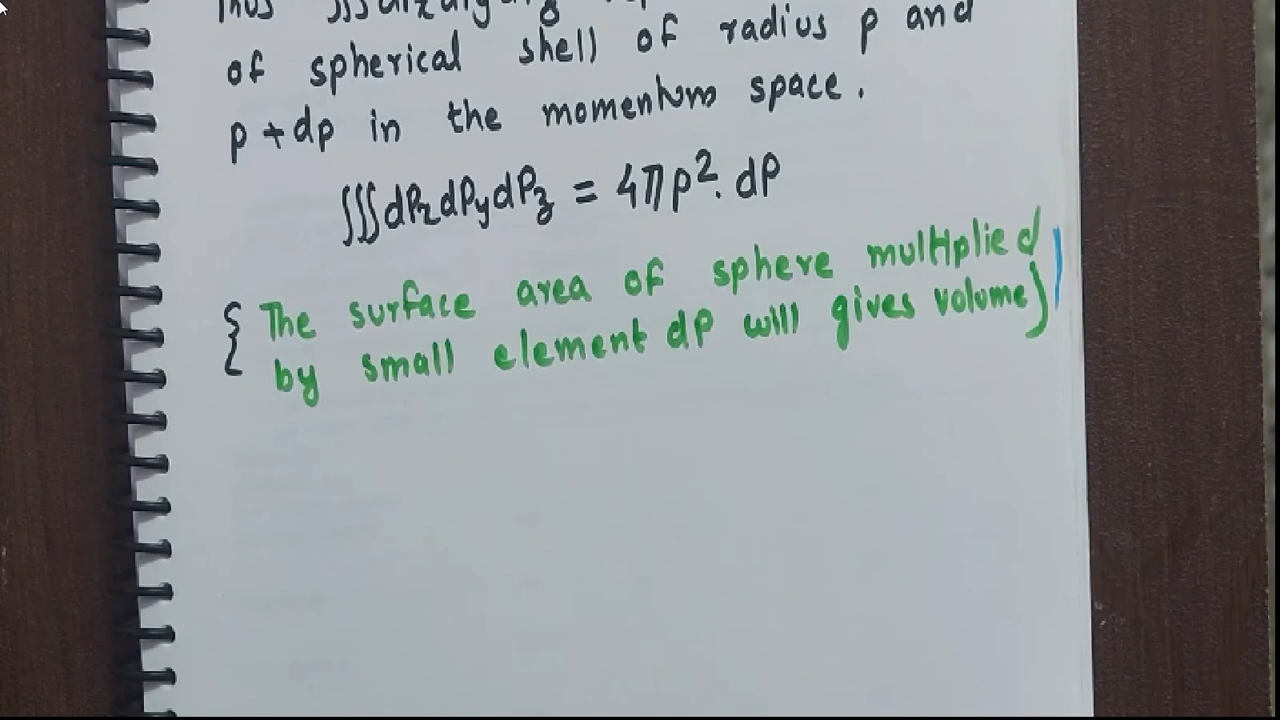 of spherical shell of radius p and
p + dp in the momentum space.
∫∫∫dPxdPydPz = 4πp². dP
{ The surface area of sphere multiplied
by small element dP will gives volume}